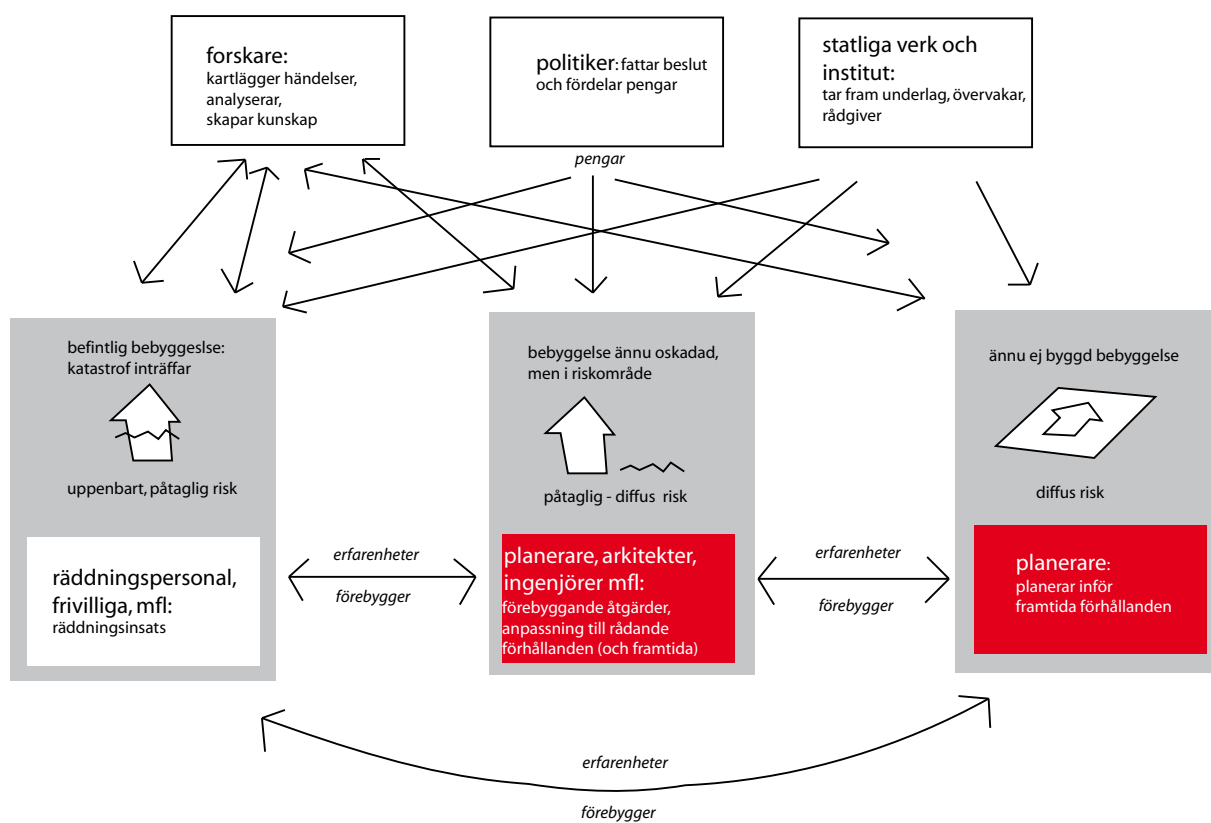 forskare:
kartlägger händelser,
analyserar,
skapar kunskap
politiker: fattar beslut
och fördelar pengar
statliga verk och
institut:
tar fram underlag, övervakar,
rådgiver
pengar
befintlig bebyggeslse:
katastrof inträffar
uppenbart, påtaglig risk
räddningspersonal,
frivilliga, mfl:
räddningsinsats
erfarenheter
förebygger
bebyggelse ännu oskadad,
men i riskområde
påtaglig - diffus risk
planerare, arkitekter,
ingenjörer mfl:
förebyggande åtgärder,
anpassning till rådande
förhållanden (och framtida)
erfarenheter
förebygger
ännu ej byggd bebyggelse
diffus risk
planerare:
planerar inför
framtida förhållanden
erfarenheter
förebygger